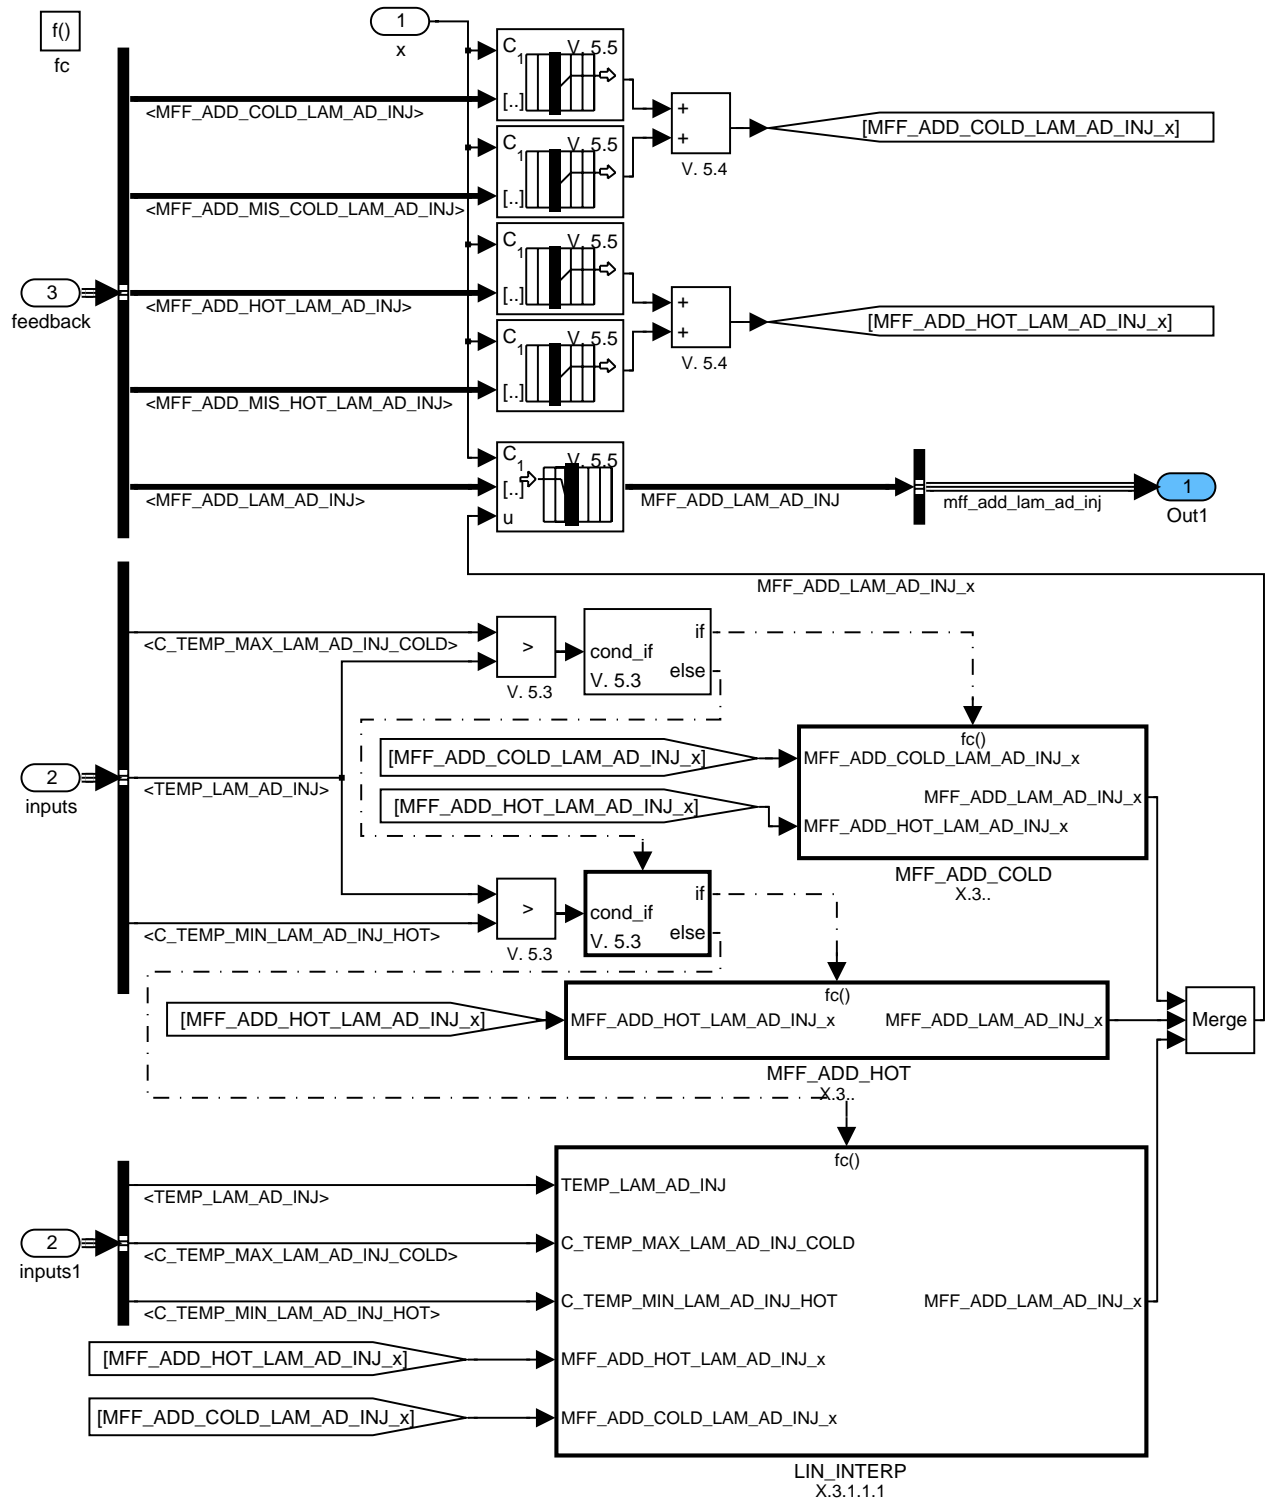 f()
fc
1
x
C 1
V. 5.5
[..]
<MFF_ADD_COLD_LAM_AD_INJ>
+
+
V. 5.4
[MFF_ADD_COLD_LAM_AD_INJ_x]
C 1
V. 5.5
[..]
<MFF_ADD_MIS_COLD_LAM_AD_INJ>
C 1
V. 5.5
[..]
3
feedback
<MFF_ADD_HOT_LAM_AD_INJ>
+
+
V. 5.4
[MFF_ADD_HOT_LAM_AD_INJ_x]
C 1
V. 5.5
[..]
<MFF_ADD_MIS_HOT_LAM_AD_INJ>
C 1
V. 5.5
[..]
u
<MFF_ADD_LAM_AD_INJ>
MFF_ADD_LAM_AD_INJ
mff_add_lam_ad_inj
1
Out1
MFF_ADD_LAM_AD_INJ_x
<C_TEMP_MAX_LAM_AD_INJ_COLD>
>
V. 5.3
if
cond_if
else
V. 5.3
2
inputs
<TEMP_LAM_AD_INJ>
[MFF_ADD_COLD_LAM_AD_INJ_x]
[MFF_ADD_HOT_LAM_AD_INJ_x]
fc()
MFF_ADD_COLD_LAM_AD_INJ_x
MFF_ADD_LAM_AD_INJ_x
MFF_ADD_HOT_LAM_AD_INJ_x
MFF_ADD_COLD
X.3..
>
V. 5.3
if
cond_if
else
V. 5.3
<C_TEMP_MIN_LAM_AD_INJ_HOT>
[MFF_ADD_HOT_LAM_AD_INJ_x]
fc()
MFF_ADD_HOT_LAM_AD_INJ_x
MFF_ADD_LAM_AD_INJ_x
MFF_ADD_HOT
X.3..
Merge
fc()
<TEMP_LAM_AD_INJ>
TEMP_LAM_AD_INJ
2
inputs1
<C_TEMP_MAX_LAM_AD_INJ_COLD>
C_TEMP_MAX_LAM_AD_INJ_COLD
<C_TEMP_MIN_LAM_AD_INJ_HOT>
C_TEMP_MIN_LAM_AD_INJ_HOT
MFF_ADD_LAM_AD_INJ_x
[MFF_ADD_HOT_LAM_AD_INJ_x]
MFF_ADD_HOT_LAM_AD_INJ_x
[MFF_ADD_COLD_LAM_AD_INJ_x]
MFF_ADD_COLD_LAM_AD_INJ_x
LIN_INTERP
X.3.1.1.1